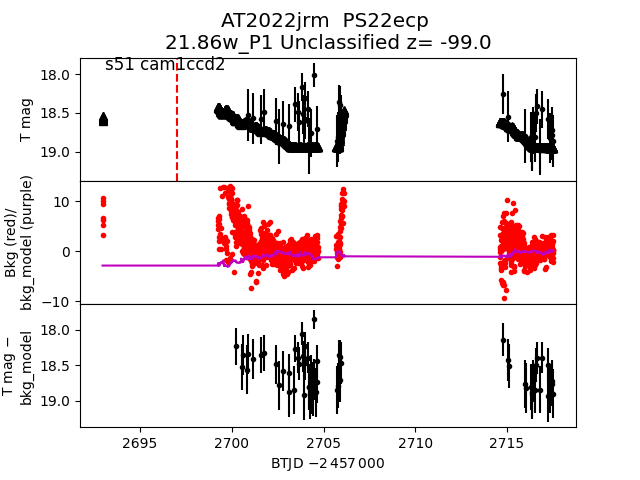 AT2022jrm  PS22ecp
21.86w_P1 Unclassified z= -99.0
s51 cam1ccd2
18.0
18.5
19.0
T mag
10
0
−10
Bkg (red)/
bkg_model (purple)
18.0
18.5
19.0
T mag −
bkg_model
2695
2700
2705
2710
2715
BTJD −2 457 000